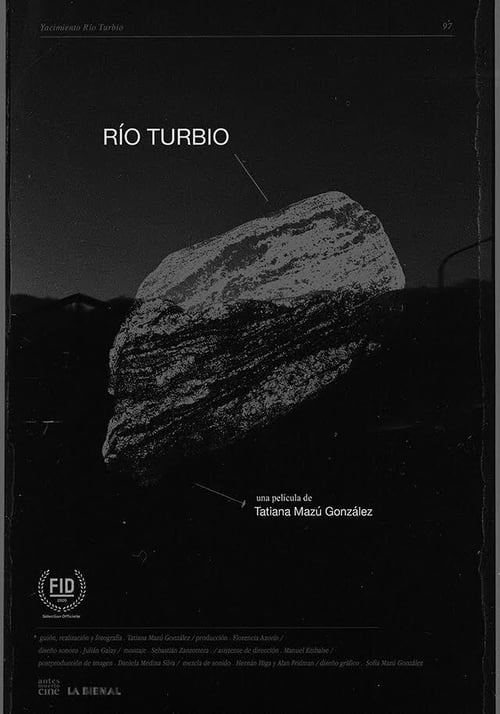 Yacimiento Río Turbio
97
RÍO TURBIO
una película de
Tatiana Mazú González
FID
2020
Sélection Officielle
* guión, realización y fotografía . Tatiana Mazú González / producción . Florencia Azorín /
diseño sonoro . Julián Galay / montaje . Sebastián Zanzottera . / asistente de dirección . Manuel Embalse /
postproducción de imagen . Daniela Medina Silva / mezcla de sonido . Hernán Higa y Alan Fridman / diseño gráfico . Sofía Mazú González
antes
muerto
cine
LA BIENAL